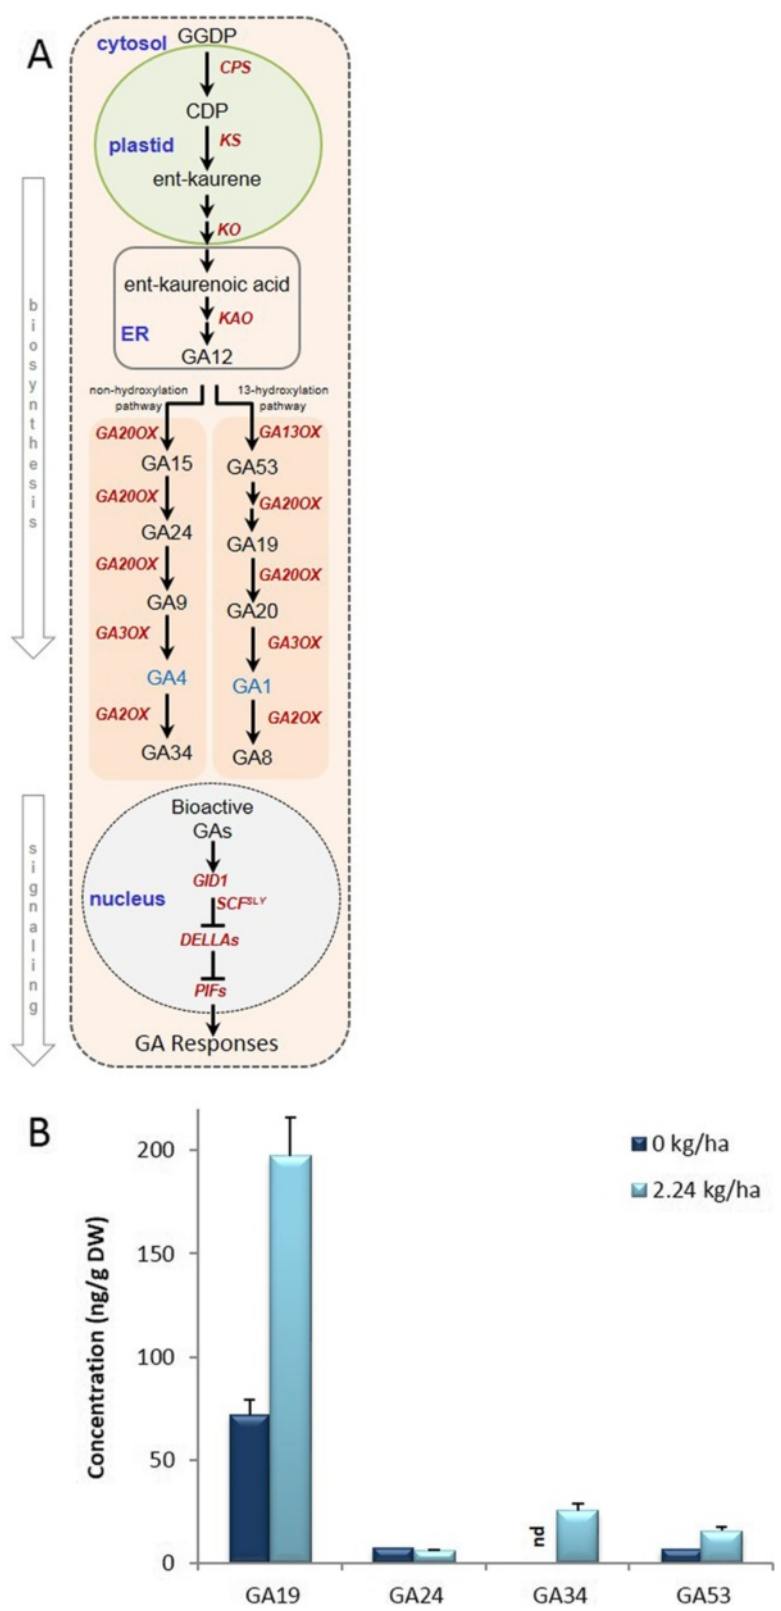 A
cytosol GGDP
CPS
CDP
plastid KS
ent-kaurene
KO
ent-kaurenoic acid
KAO
ER
GA12
biosynthesis
non-hydroxylation 13-hydroxylation
pathway pathway
GA20OX GA13OX
GA15 GA53
GA20OX GA20OX
GA24 GA19
GA20OX GA20OX
GA9 GA20
GA3OX GA3OX
GA4 GA1
GA2OX GA2OX
GA34 GA8
signaling
Bioactive
GAs
GID1
nucleus SCF^SLY
DELLAs
PIFs
GA Responses
B
200
0 kg/ha
2.24 kg/ha
150
Concentration (ng/g DW)
100
50
nd
0
GA19 GA24 GA34 GA53